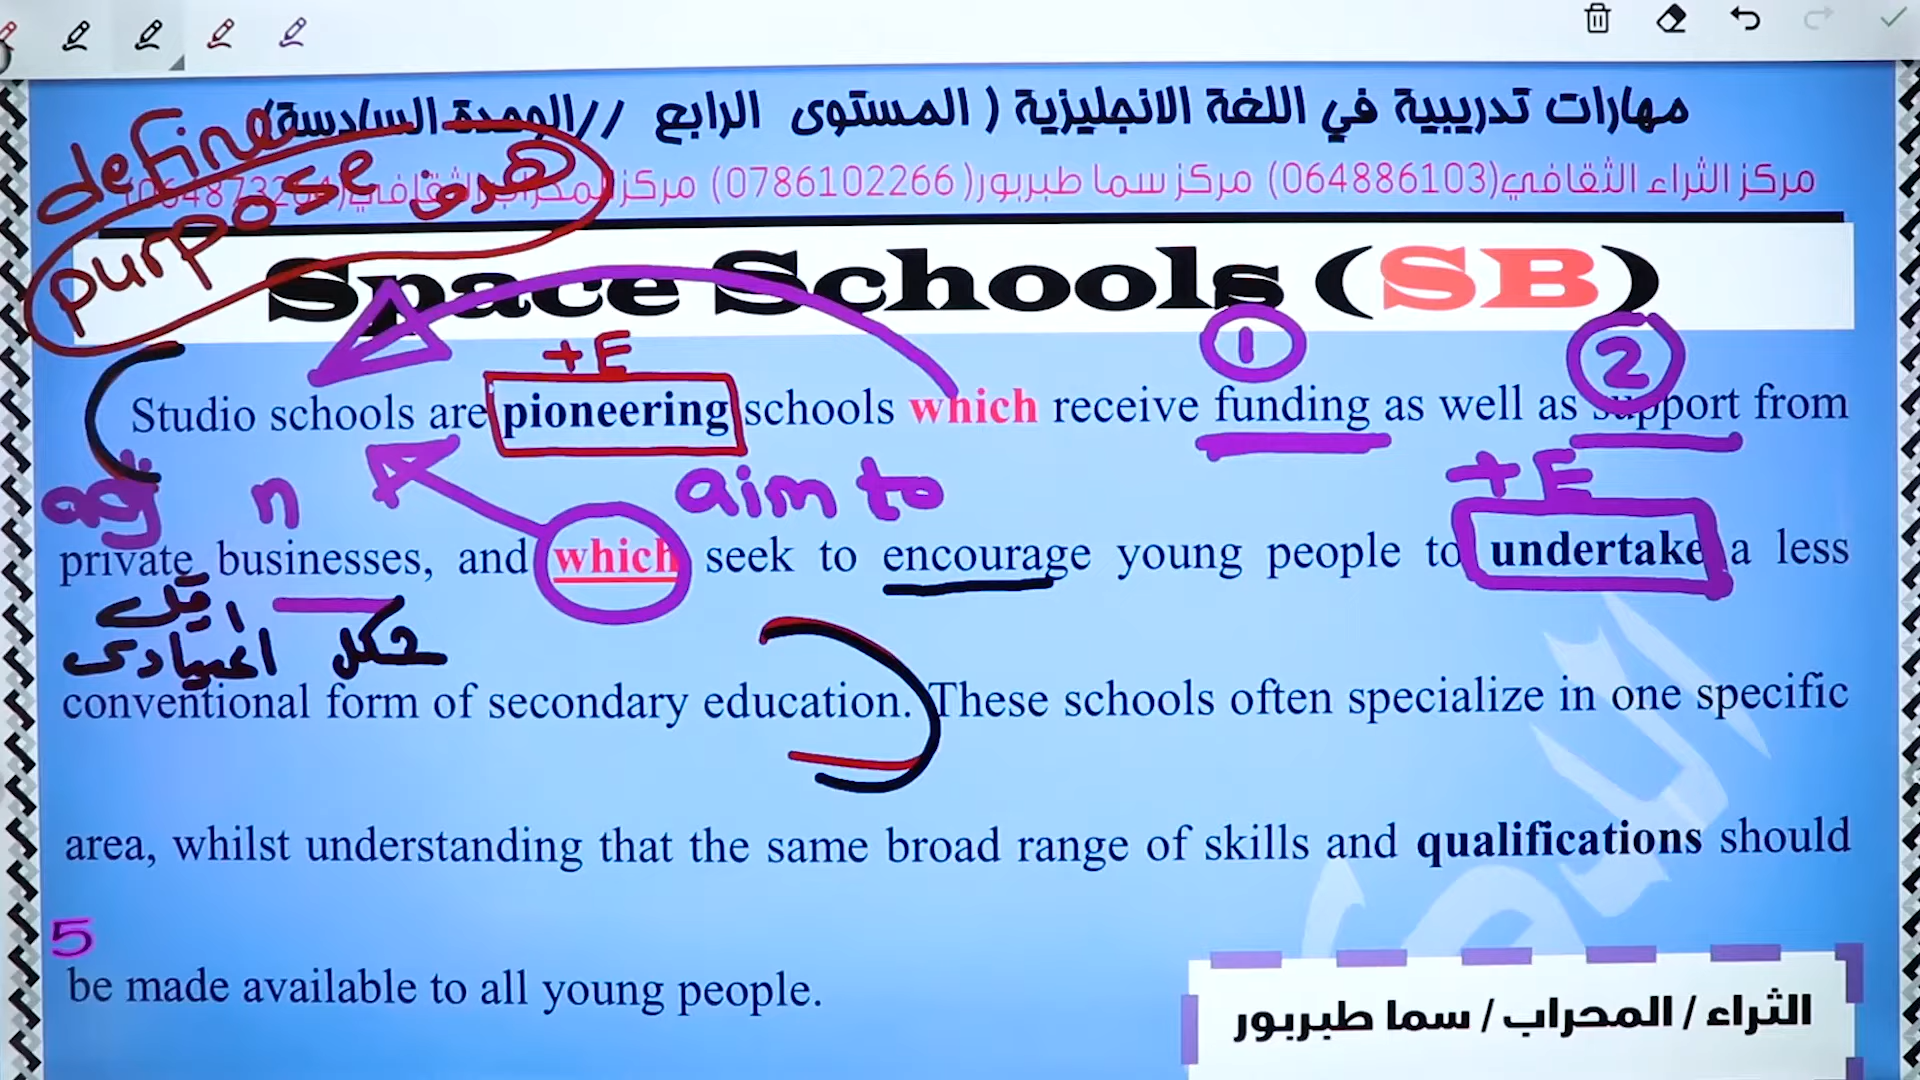 مهارات تدريبية في اللغة الانجليزية ( المستوى الرابع // الوحدة السادسة)
define
مركز الثراء الثقافي(064886103) مركز سما طبربور(0786102266) مركز المحراب الثقافي
purpose هدف
Space Schools (SB)
+E 1 2
Studio schools are pioneering schools which receive funding as well as support from
adj n aim to +E
private businesses, and which seek to encourage young people to undertake a less
اقل
شكل اعتيادي
conventional form of secondary education. These schools often specialize in one specific
area, whilst understanding that the same broad range of skills and qualifications should
5
be made available to all young people.
الثراء / المحراب / سما طبربور